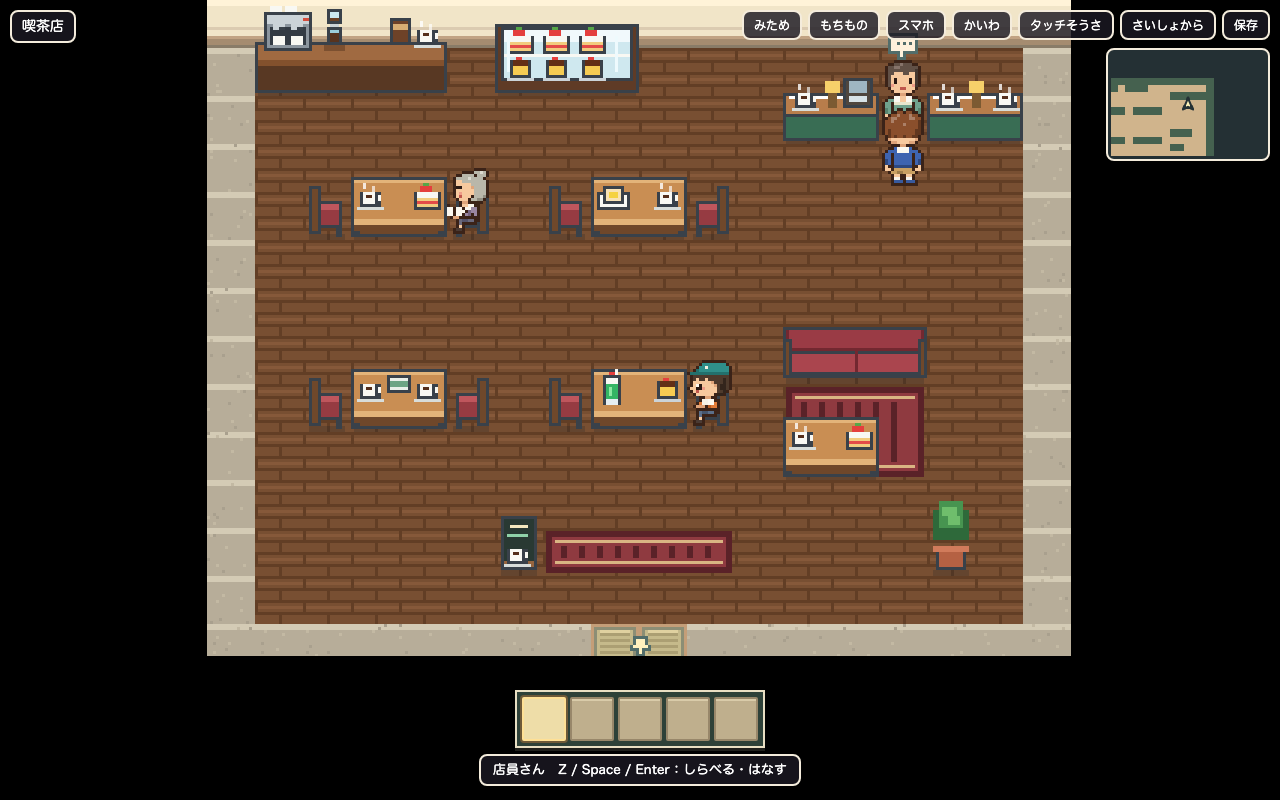 喫茶店
みため
もちもの
スマホ
かいわ
タッチそうさ
さいしょから
保存
店員さん　Z / Space / Enter：しらべる・はなす